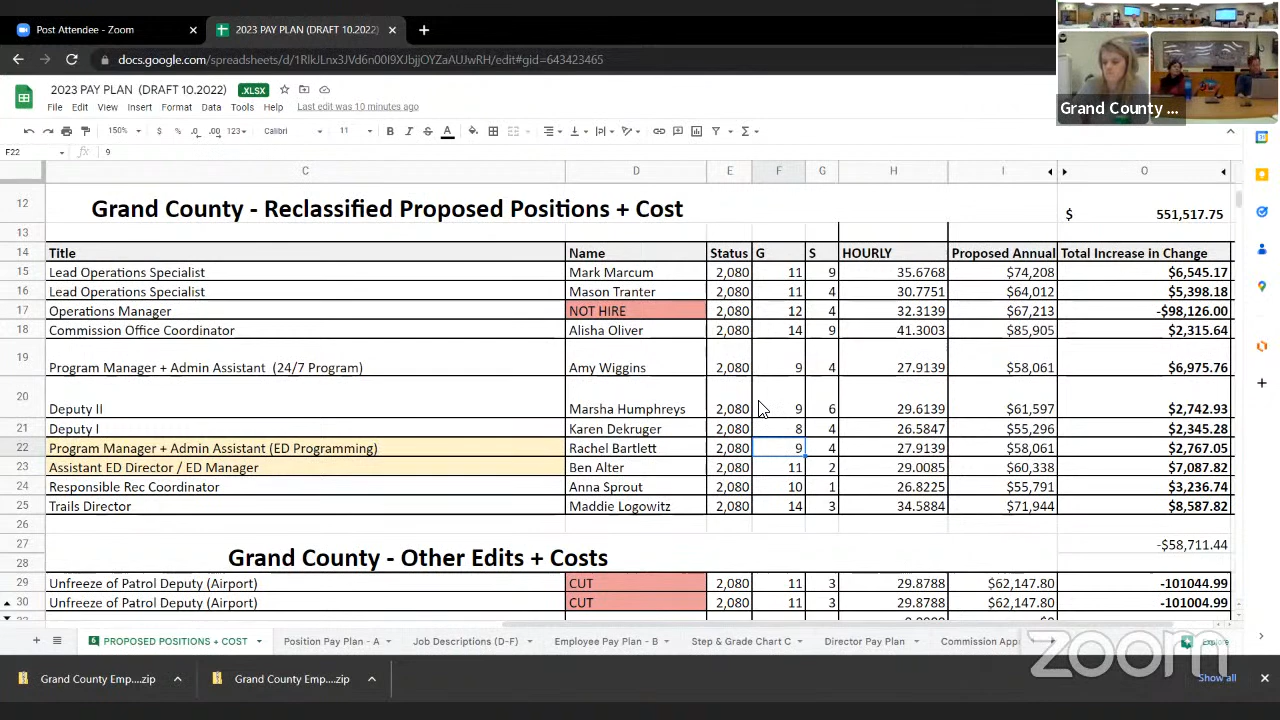 Post Attendee - Zoom
2023 PAY PLAN (DRAFT 10.2022)
docs.google.com/spreadsheets/d/1RlkJLnx3JVd6n00I9XJbjjOYZaAUJwRH/edit#gid=643423465
2023 PAY PLAN (DRAFT 10.2022) .XLSX
File Edit View Insert Format Data Tools Help Last edit was 10 minutes ago
Grand County ...
150% $ % .0 .00 123 Calibri 11 B I S A
F22 fx 9
C D E F G H I O
12 Grand County - Reclassified Proposed Positions + Cost $ 551,517.75
13
14 Title Name Status G S HOURLY Proposed Annual Total Increase in Change
15 Lead Operations Specialist Mark Marcum 2,080 11 9 35.6768 $74,208 $6,545.17
16 Lead Operations Specialist Mason Tranter 2,080 11 4 30.7751 $64,012 $5,398.18
17 Operations Manager NOT HIRE 2,080 12 4 32.3139 $67,213 -$98,126.00
18 Commission Office Coordinator Alisha Oliver 2,080 14 9 41.3003 $85,905 $2,315.64
19 Program Manager + Admin Assistant (24/7 Program) Amy Wiggins 2,080 9 4 27.9139 $58,061 $6,975.76
20 Deputy II Marsha Humphreys 2,080 9 6 29.6139 $61,597 $2,742.93
21 Deputy I Karen Dekruger 2,080 8 4 26.5847 $55,296 $2,345.28
22 Program Manager + Admin Assistant (ED Programming) Rachel Bartlett 2,080 9 4 27.9139 $58,061 $2,767.05
23 Assistant ED Director / ED Manager Ben Alter 2,080 11 2 29.0085 $60,338 $7,087.82
24 Responsible Rec Coordinator Anna Sprout 2,080 10 1 26.8225 $55,791 $3,236.74
25 Trails Director Maddie Logowitz 2,080 14 3 34.5884 $71,944 $8,587.82
26
27 -$58,711.44
28 Grand County - Other Edits + Costs
29 Unfreeze of Patrol Deputy (Airport) CUT 2,080 11 3 29.8788 $62,147.80 -101044.99
30 Unfreeze of Patrol Deputy (Airport) CUT 2,080 11 3 29.8788 $62,147.80 -101004.99
6 PROPOSED POSITIONS + COST Position Pay Plan - A Job Descriptions (D-F) Employee Pay Plan - B Step & Grade Chart C Director Pay Plan Commission App Explore
zoom
Grand County Emp....zip Grand County Emp....zip Show all